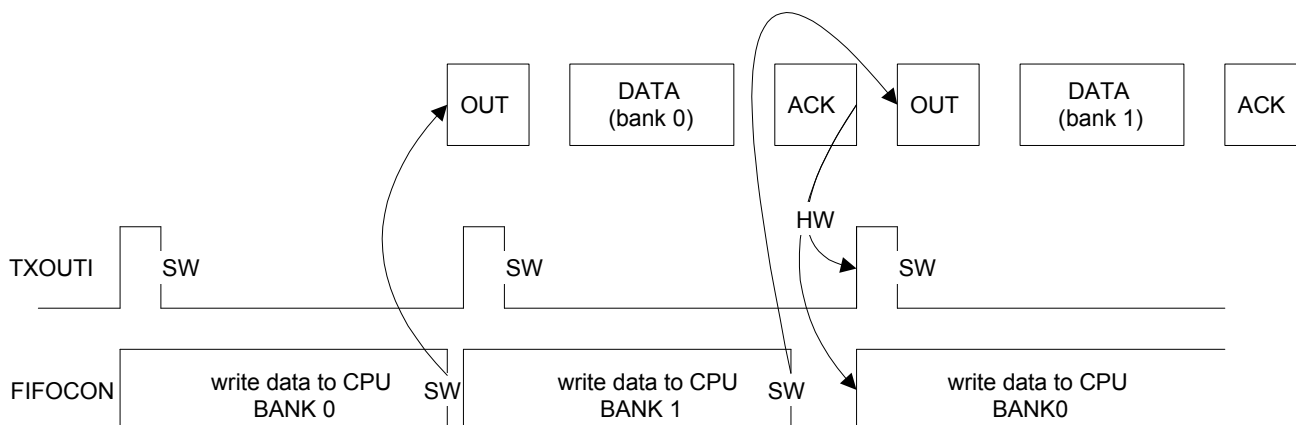 OUT
DATA
(bank 0)
ACK
OUT
DATA
(bank 1)
ACK
HW
TXOUTI
SW
SW
SW
FIFOCON
write data to CPU
BANK 0
SW
write data to CPU
BANK 1
SW
write data to CPU
BANK0